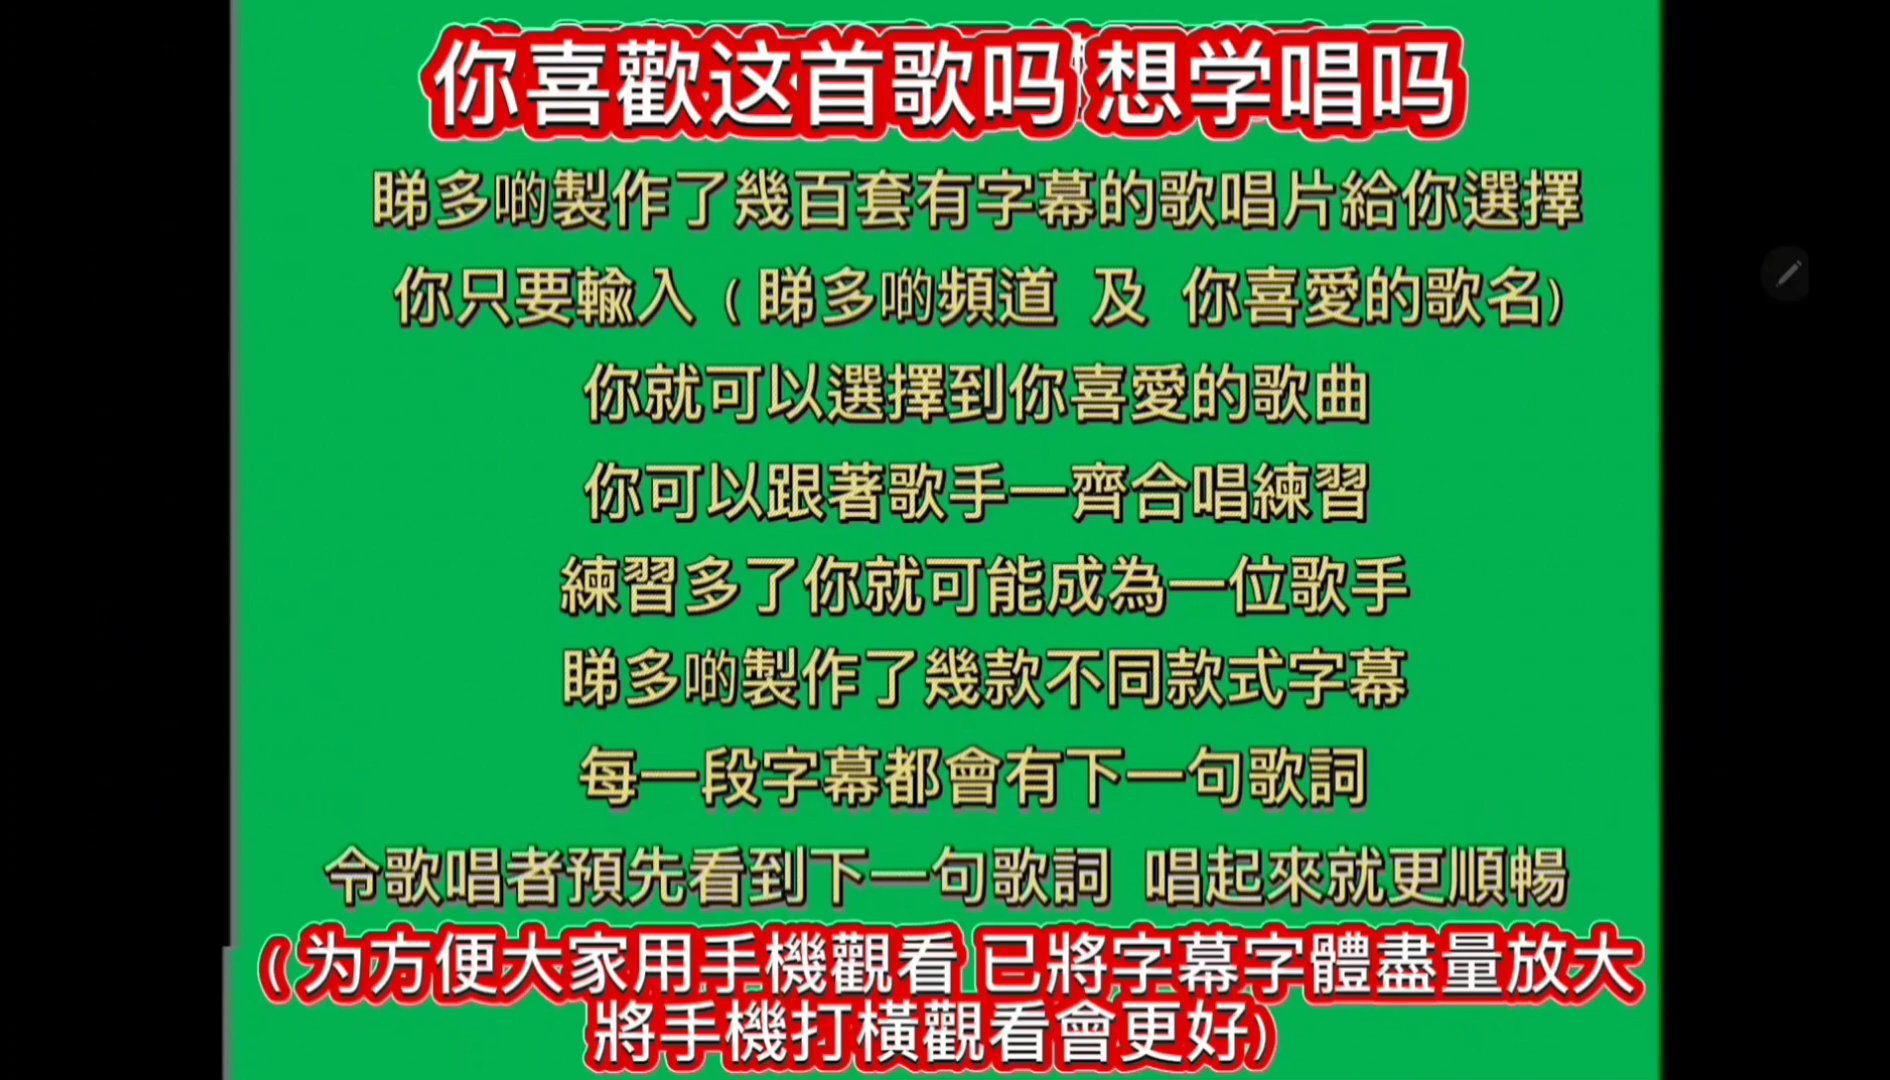 你喜歡这首歌吗 想学唱吗
睇多啲製作了幾百套有字幕的歌唱片給你選擇
你只要輸入 ( 睇多啲頻道 及 你喜愛的歌名)
你就可以選擇到你喜愛的歌曲
你可以跟著歌手一齊合唱練習
練習多了你就可能成為一位歌手
睇多啲製作了幾款不同款式字幕
每一段字幕都會有下一句歌詞
令歌唱者預先看到下一句歌詞 唱起來就更順暢
( 为方便大家用手機觀看 已將字幕字體盡量放大
將手機打橫觀看會更好)